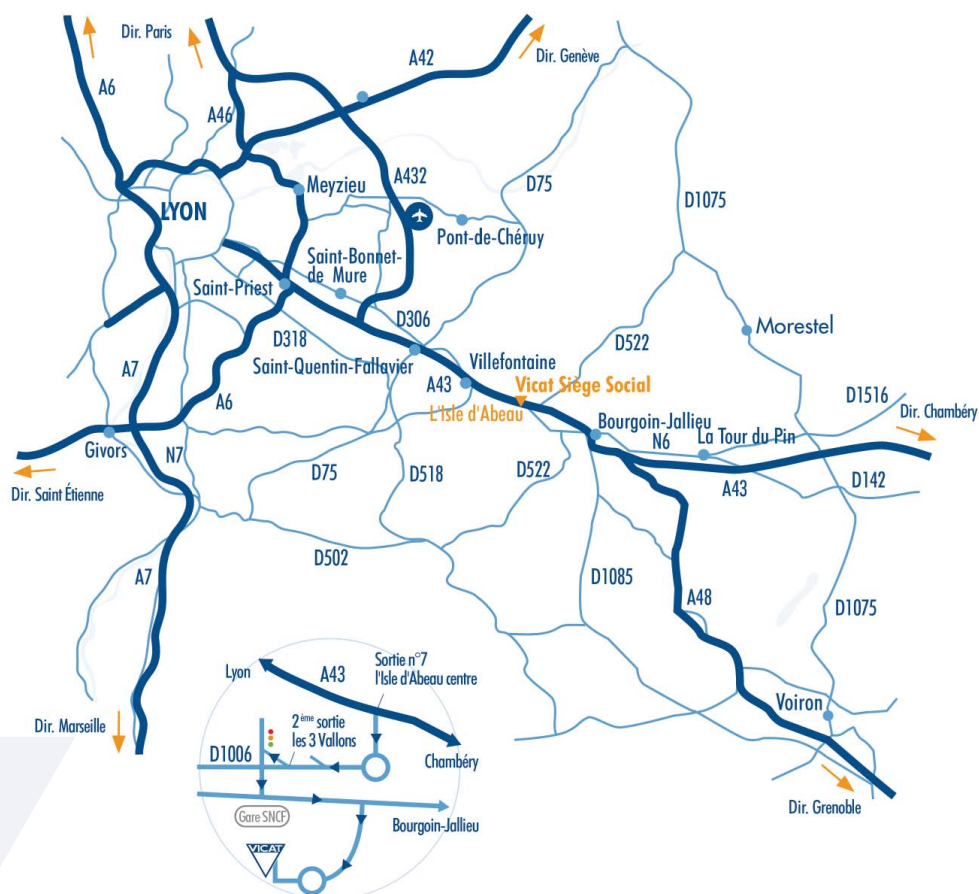 Dir. Paris
A6
A46
A42
Dir. Genève
A432
D75
D1075
Meyzieu
LYON
Pont-de-Chéruy
Saint-Bonnet-
de Mure
Saint-Priest
D306
D318
Morestel
D522
Saint-Quentin-Fallavier
Villefontaine
A7
A43
Vicat Siège Social
L'Isle d'Abeau
A6
D1516
Dir. Chambéry
Bourgoin-Jallieu
N6
La Tour du Pin
Givors
N7
D75
D518
D522
A43
D142
Dir. Saint Étienne
D502
A7
D1085
A48
D1075
Lyon
A43
Sortie n°7
l'Isle d'Abeau centre
Voiron
Dir. Marseille
2ème sortie
les 3 Vallons
D1006
Chambéry
Dir. Grenoble
Gare SNCF
Bourgoin-Jallieu
VICAT